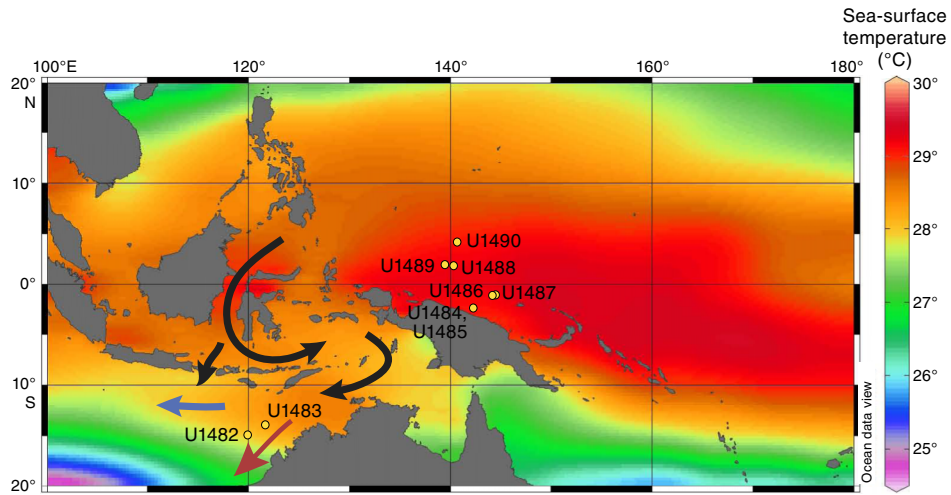 Sea-surface
temperature
(°C)
100°E
120°
140°
160°
180°
20°
N
10°
0°
10°
S
20°
U1490
U1489
U1488
U1486
U1487
U1484,
U1485
U1483
U1482
Ocean data view
30°
29°
28°
27°
26°
25°